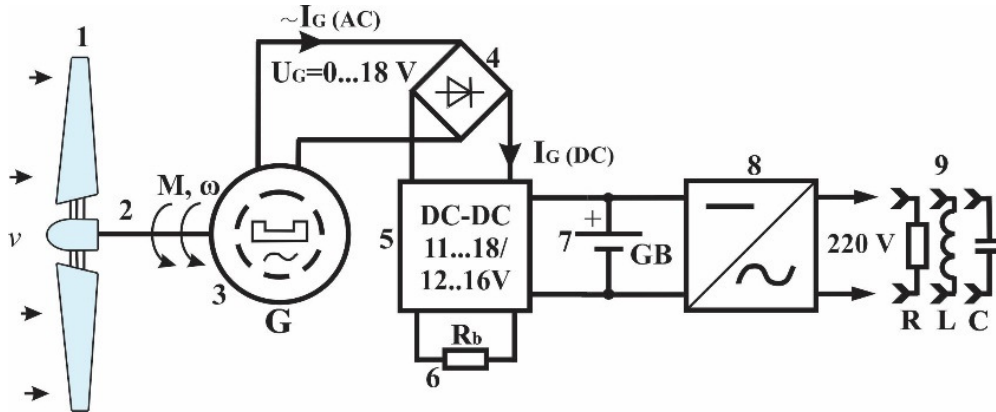 1
~IG (AC)
UG=0...18 V
4
IG (DC)
v
2
M, ω
3
G
5
DC-DC
11...18/
12..16V
Rb
6
+
7
GB
8
220 V
9
R L C